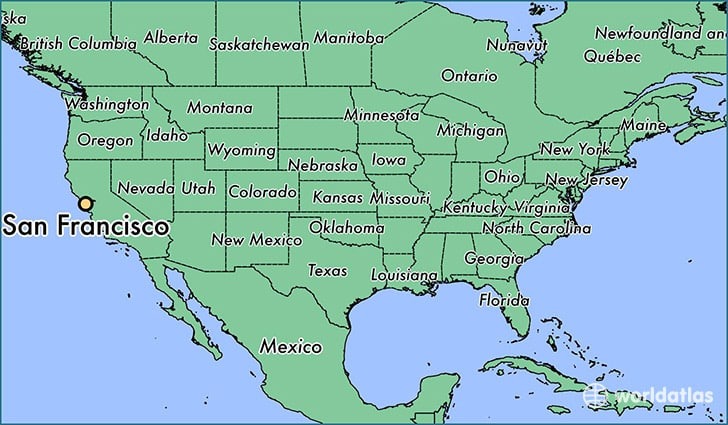 ska
British Columbia
Alberta
Saskatchewan
Manitoba
Nunavut
Newfoundland an
Québec
Ontario
Washington
Montana
Minnesota
Michigan
Maine
Oregon
Idaho
Wyoming
Nebraska
Iowa
New York
Nevada
Utah
Colorado
Kansas
Missouri
Ohio
New Jersey
Kentucky
Virginia
San Francisco
New Mexico
Oklahoma
North Carolina
Texas
Louisiana
Georgia
Florida
Mexico
worldatlas